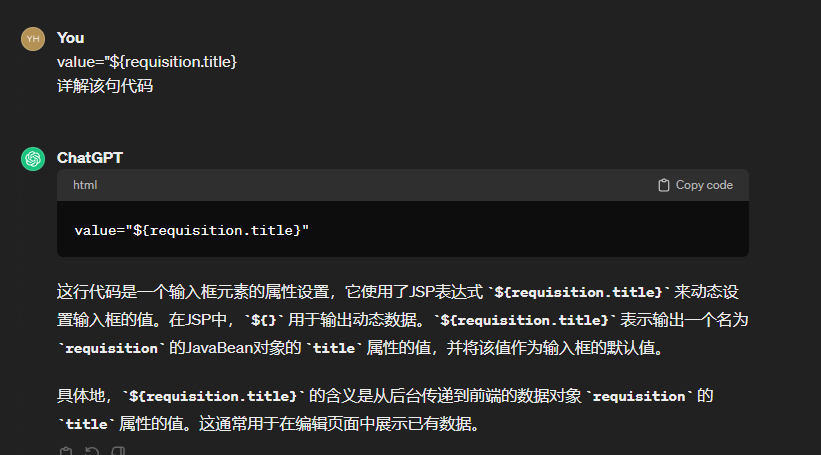 YH You
value="${requisition.title}
详解该句代码
ChatGPT
html Copy code
value="${requisition.title}"
这行代码是一个输入框元素的属性设置，它使用了JSP表达式 `${requisition.title}` 来动态设
置输入框的值。在JSP中，`${}` 用于输出动态数据。`${requisition.title}` 表示输出一个名为
`requisition` 的JavaBean对象的 `title` 属性的值，并将该值作为输入框的默认值。
具体地，`${requisition.title}` 的含义是从后台传递到前端的数据对象 `requisition` 的
`title` 属性的值。这通常用于在编辑页面中展示已有数据。